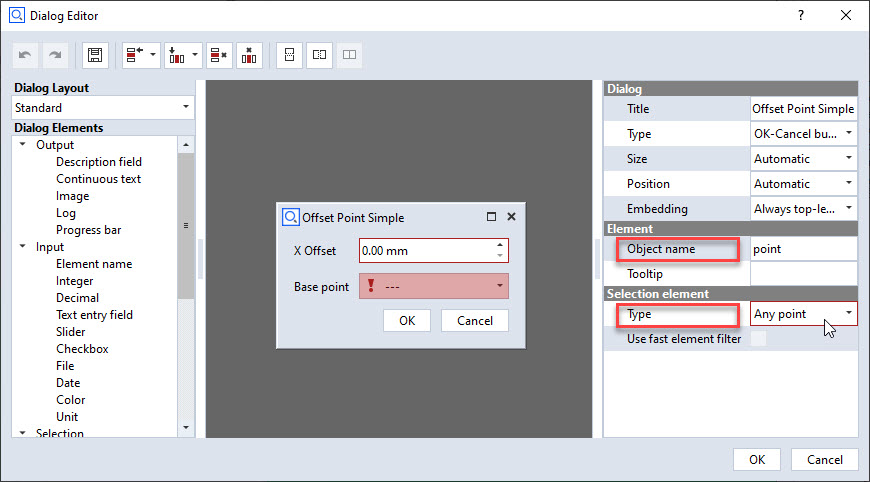 Dialog Editor
?
Dialog Layout
Standard
Dialog Elements
Output
Description field
Continuous text
Image
Log
Progress bar
Input
Element name
Integer
Decimal
Text entry field
Slider
Checkbox
File
Date
Color
Unit
Selection
Offset Point Simple
X Offset 0.00 mm
Base point ! ---
OK Cancel
Dialog
Title Offset Point Simple
Type OK-Cancel bu...
Size Automatic
Position Automatic
Embedding Always top-le...
Element
Object name point
Tooltip
Selection element
Type Any point
Use fast element filter
OK Cancel